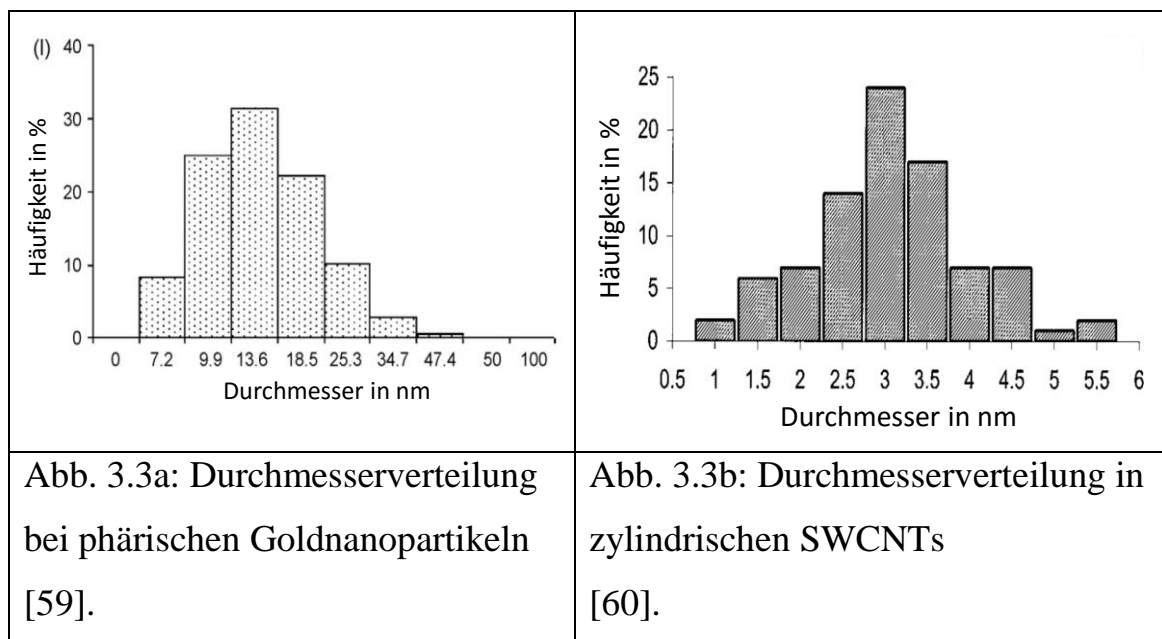 (l)
Häufigkeit in %
40
30
20
10
0
0 7.2 9.9 13.6 18.5 25.3 34.7 47.4 50 100
Durchmesser in nm
Häufigkeit in %
25
20
15
10
5
0
0.5 1 1.5 2 2.5 3 3.5 4 4.5 5 5.5 6
Durchmesser in nm
Abb. 3.3a: Durchmesserverteilung
bei phärischen Goldnanopartikeln
[59].
Abb. 3.3b: Durchmesserverteilung in
zylindrischen SWCNTs
[60].